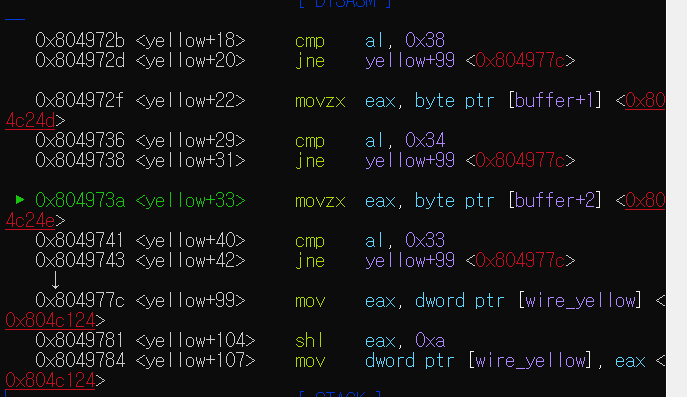 [ DISASM ]
0x804972b <yellow+18> cmp al, 0x38
0x804972d <yellow+20> jne yellow+99 <0x804977c>
0x804972f <yellow+22> movzx eax, byte ptr [buffer+1] <0x80
4c24d>
0x8049736 <yellow+29> cmp al, 0x34
0x8049738 <yellow+31> jne yellow+99 <0x804977c>
► 0x804973a <yellow+33> movzx eax, byte ptr [buffer+2] <0x80
4c24e>
0x8049741 <yellow+40> cmp al, 0x33
0x8049743 <yellow+42> jne yellow+99 <0x804977c>
↓
0x804977c <yellow+99> mov eax, dword ptr [wire_yellow] <
0x804c124>
0x8049781 <yellow+104> shl eax, 0xa
0x8049784 <yellow+107> mov dword ptr [wire_yellow], eax <
0x804c124>
[ STACK ]